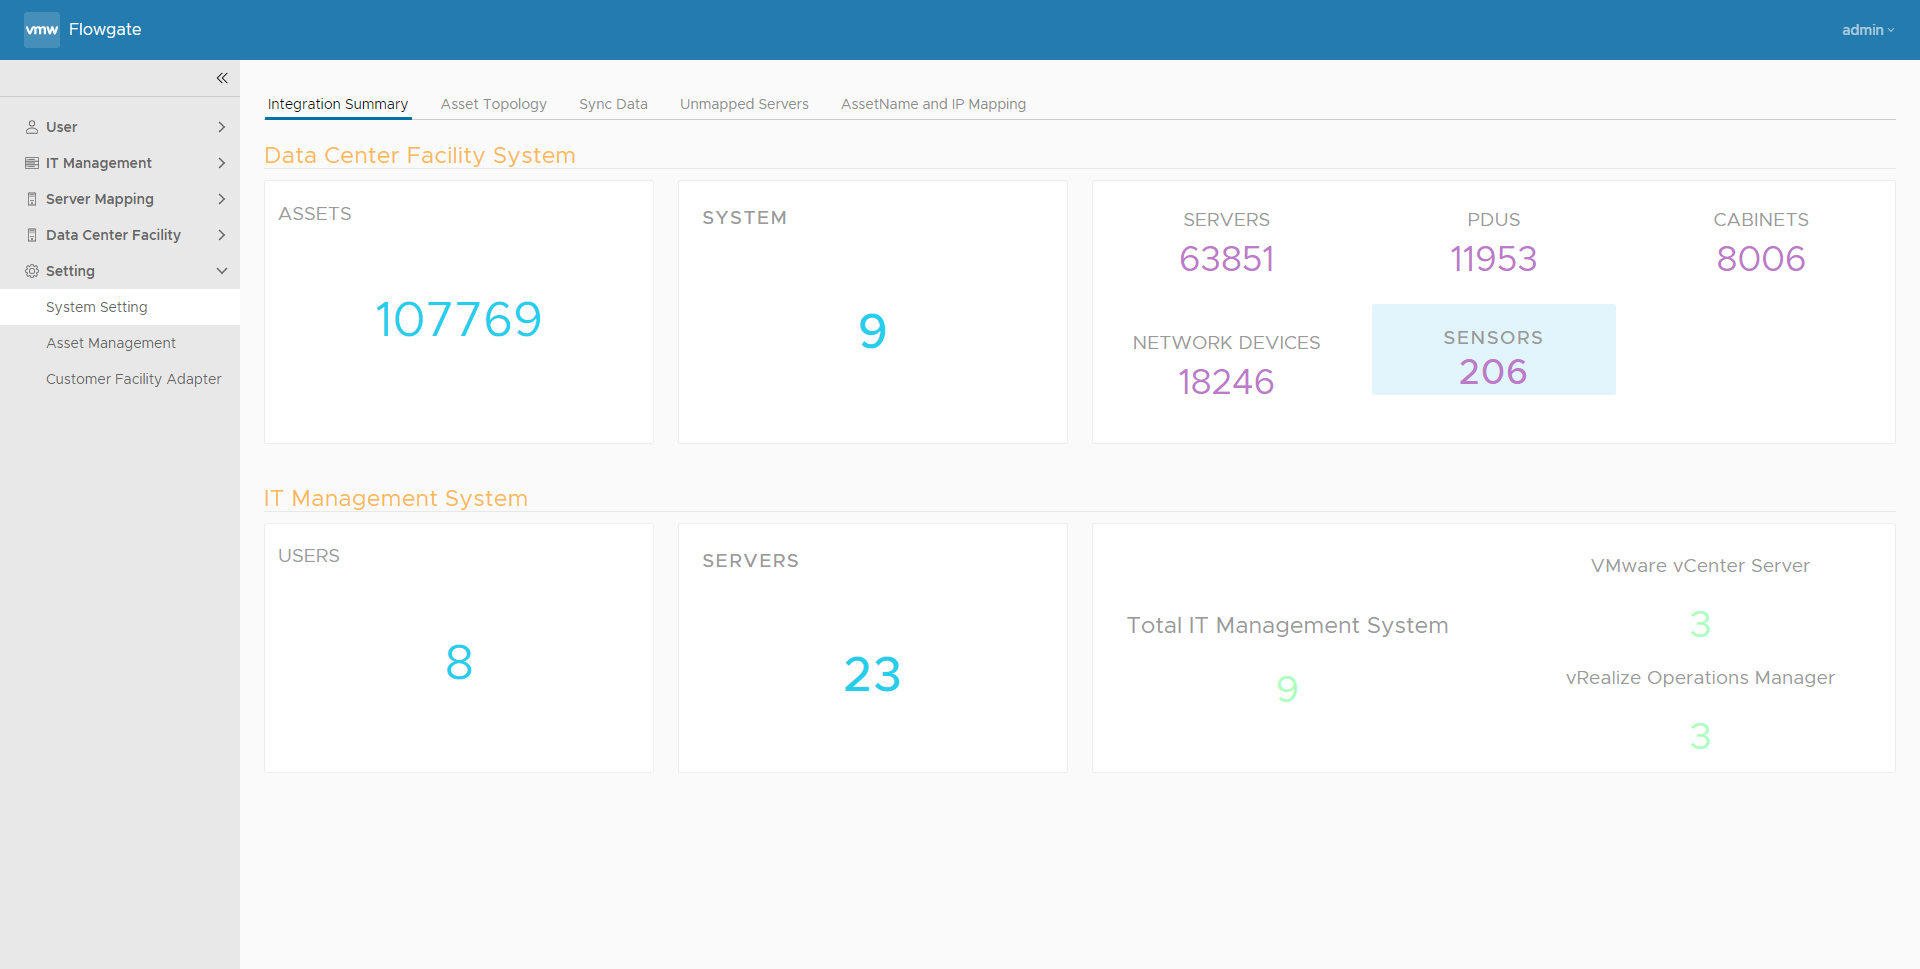 vmw Flowgate
admin
User
IT Management
Server Mapping
Data Center Facility
Setting
System Setting
Asset Management
Customer Facility Adapter
Integration Summary
Asset Topology
Sync Data
Unmapped Servers
AssetName and IP Mapping
Data Center Facility System
ASSETS
107769
SYSTEM
9
SERVERS
63851
PDUS
11953
CABINETS
8006
NETWORK DEVICES
18246
SENSORS
206
IT Management System
USERS
8
SERVERS
23
Total IT Management System
9
VMware vCenter Server
3
vRealize Operations Manager
3